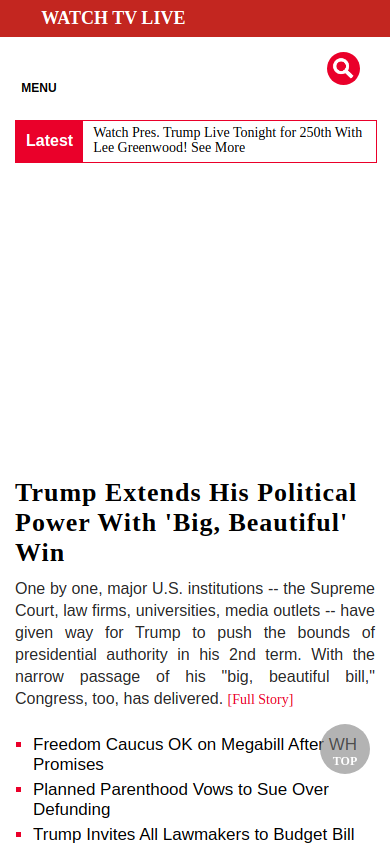 WATCH TV LIVE
MENU
Latest
Watch Pres. Trump Live Tonight for 250th With
Lee Greenwood! See More
Trump Extends His Political
Power With 'Big, Beautiful'
Win
One by one, major U.S. institutions -- the Supreme
Court, law firms, universities, media outlets -- have
given way for Trump to push the bounds of
presidential authority in his 2nd term. With the
narrow passage of his "big, beautiful bill,"
Congress, too, has delivered. [Full Story]
Freedom Caucus OK on Megabill After WH
Promises
TOP
Planned Parenthood Vows to Sue Over
Defunding
Trump Invites All Lawmakers to Budget Bill